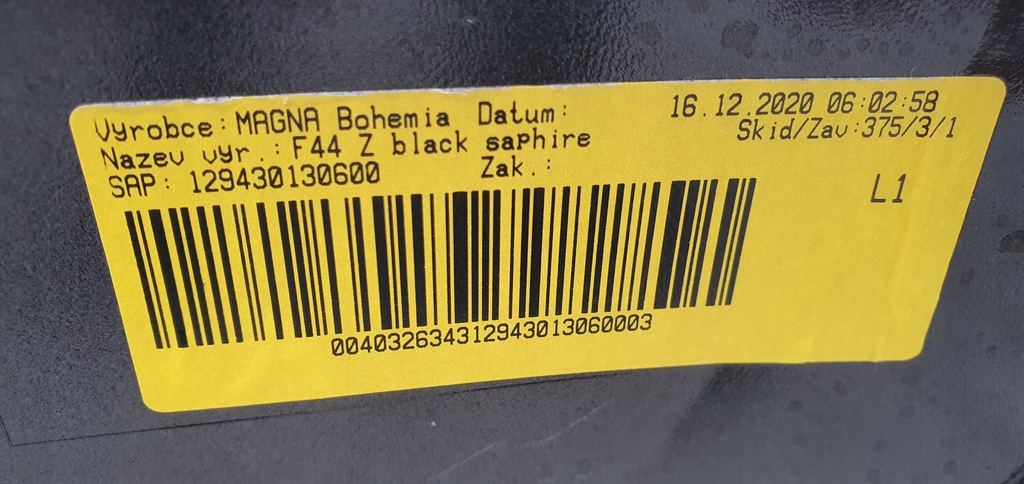 Vyrobce: MAGNA Bohemia Datum: 16.12.2020 06:02:58
Nazev vyr.: F44 Z black saphire Skid/Zav:375/3/1
SAP: 129430130600 Zak.:
L1
00403263431294301306​0003